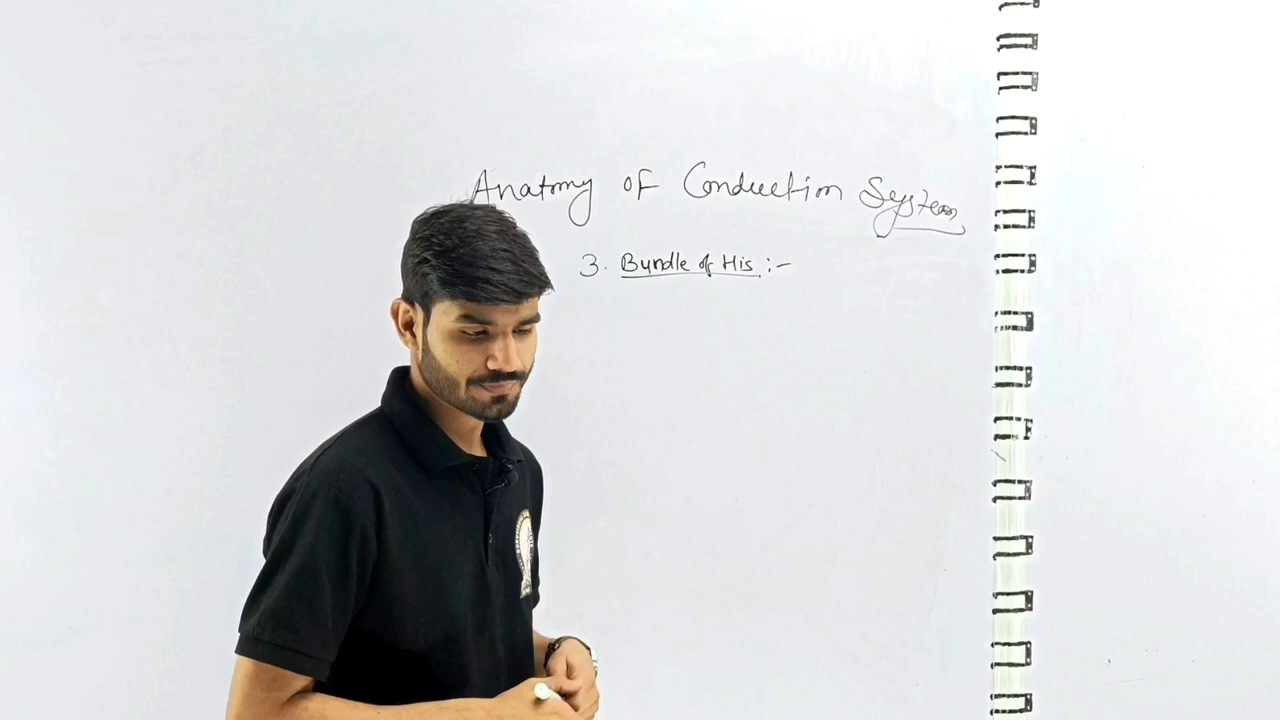 Anatomy of Conduction System
3. Bundle of His :-